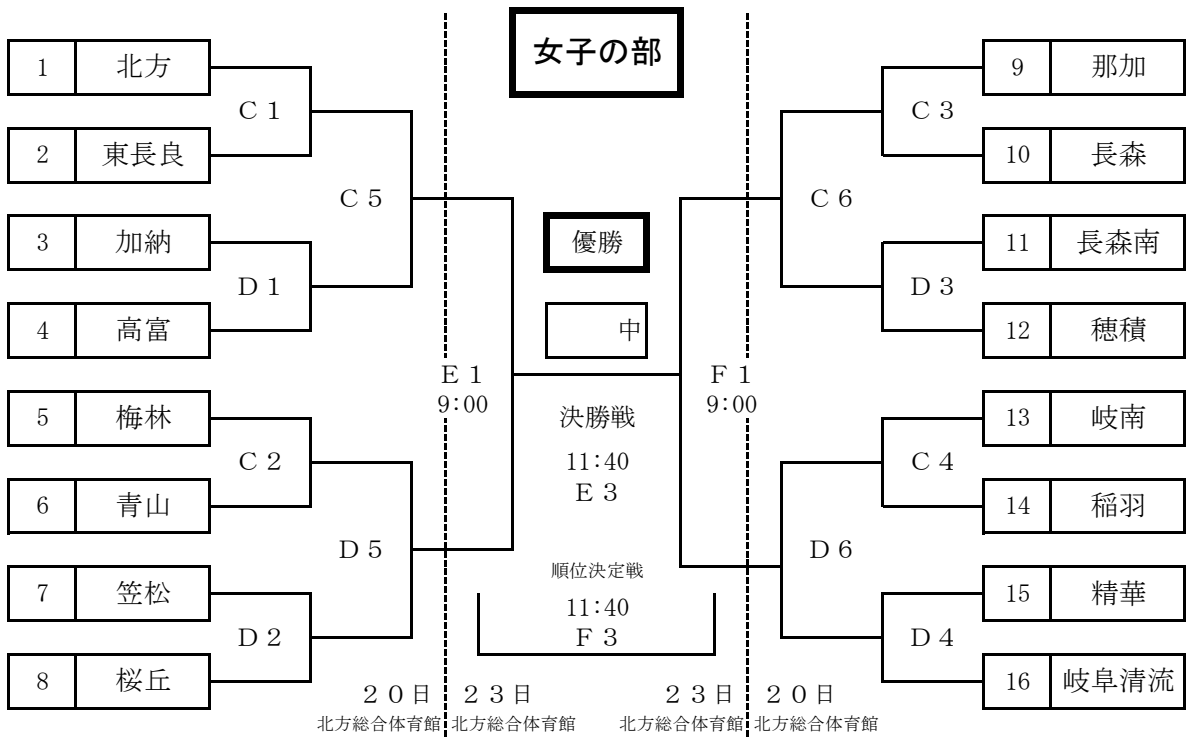 女子の部
1 北方
C1
2 東長良
C5
3 加納
D1
4 高富
E1
9:00
5 梅林
C2
6 青山
D5
7 笠松
D2
8 桜丘
優勝
中
決勝戦
11:40
E3
順位決定戦
11:40
F3
9 那加
C3
10 長森
C6
11 長森南
D3
12 穂積
F1
9:00
13 岐南
C4
14 稲羽
D6
15 精華
D4
16 岐阜清流
20日 23日 23日 20日
北方総合体育館 北方総合体育館 北方総合体育館 北方総合体育館